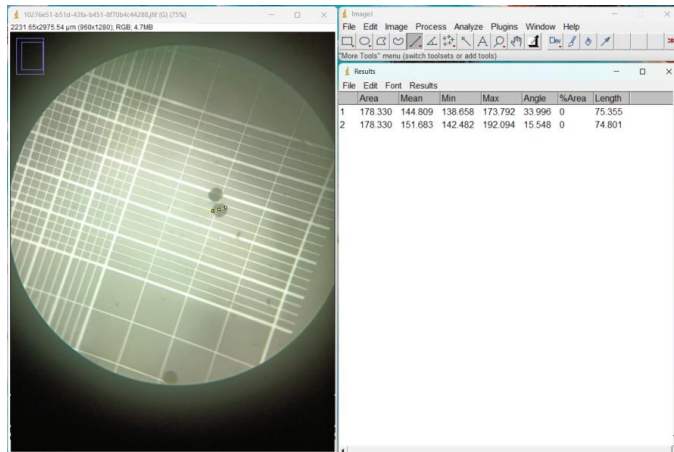 10276e51-b51d-43fa-b451-8f70b4c44288.jfif (G) (75%)
2231.65x2975.54 µm (960x1280); RGB; 4.7MB
ImageJ
File Edit Image Process Analyze Plugins Window Help
A Dev
"More Tools" menu (switch toolsets or add tools)
Results
File Edit Font Results
Area Mean Min Max Angle %Area Length
1 178.330 144.809 138.658 173.792 33.996 0 75.355
2 178.330 151.683 142.482 192.094 15.548 0 74.801